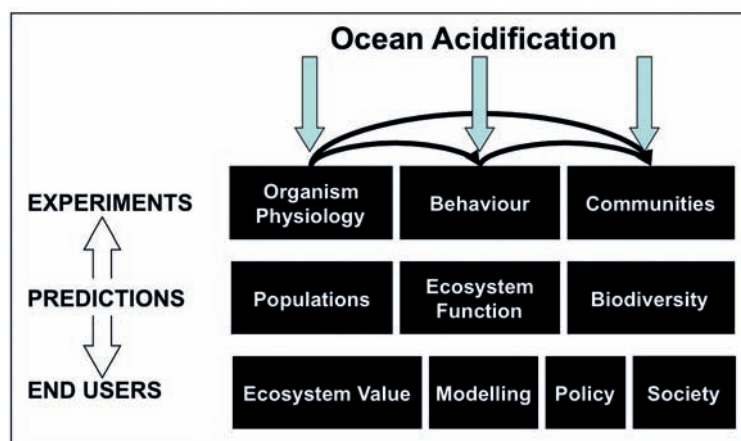 Ocean Acidification
EXPERIMENTS
Organism
Physiology
Behaviour
Communities
PREDICTIONS
Populations
Ecosystem
Function
Biodiversity
END USERS
Ecosystem Value
Modelling
Policy
Society